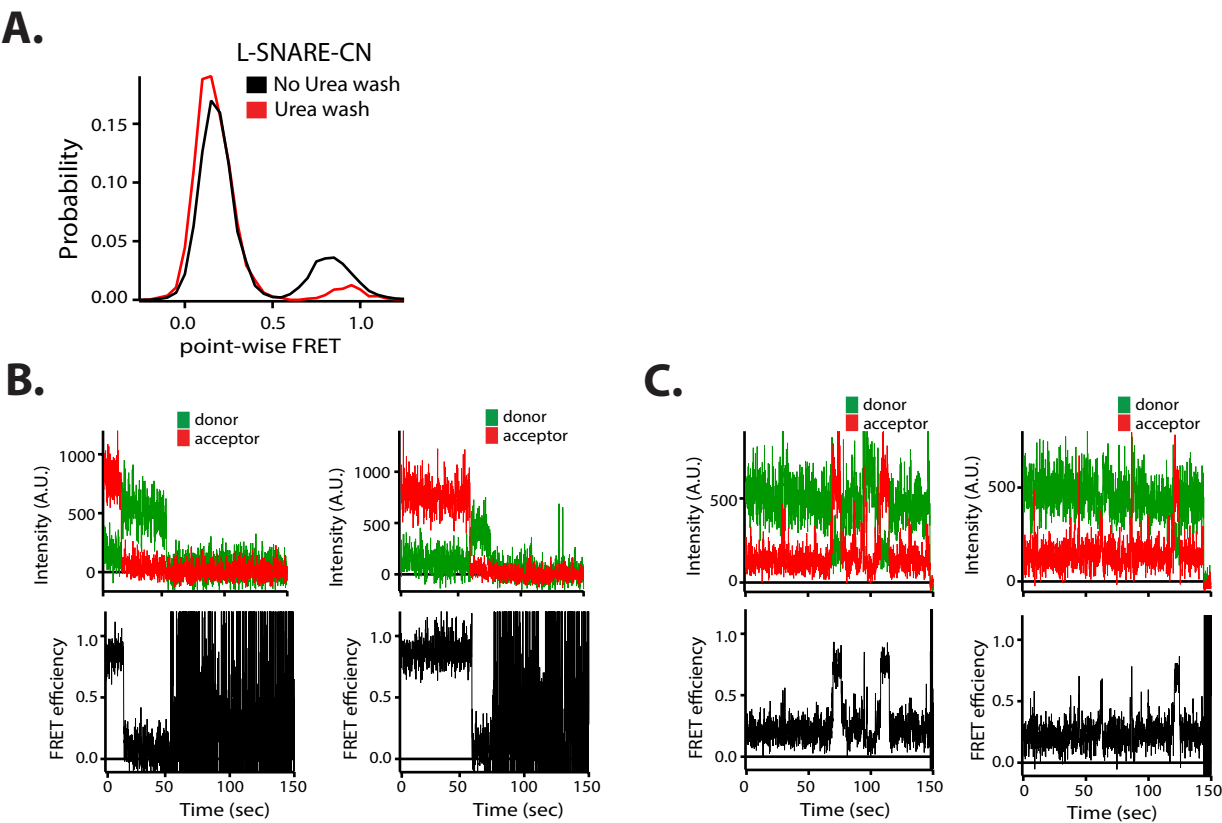 A.
L-SNARE-CN
No Urea wash
Urea wash
Probability
0.15
0.10
0.05
0.00
0.0 0.5 1.0
point-wise FRET
B.
donor
acceptor
Intensity (A.U.)
1000
500
0
donor
acceptor
Intensity (A.U.)
1000
500
0
FRET efficiency
1.0
0.5
0.0
0 50 100 150
Time (sec)
FRET efficiency
1.0
0.5
0.0
0 50 100 150
Time (sec)
C.
donor
acceptor
Intensity (A.U.)
500
0
donor
acceptor
Intensity (A.U.)
500
0
FRET efficiency
1.0
0.5
0.0
0 50 100 150
Time (sec)
FRET efficiency
1.0
0.5
0.0
0 50 100 150
Time (sec)